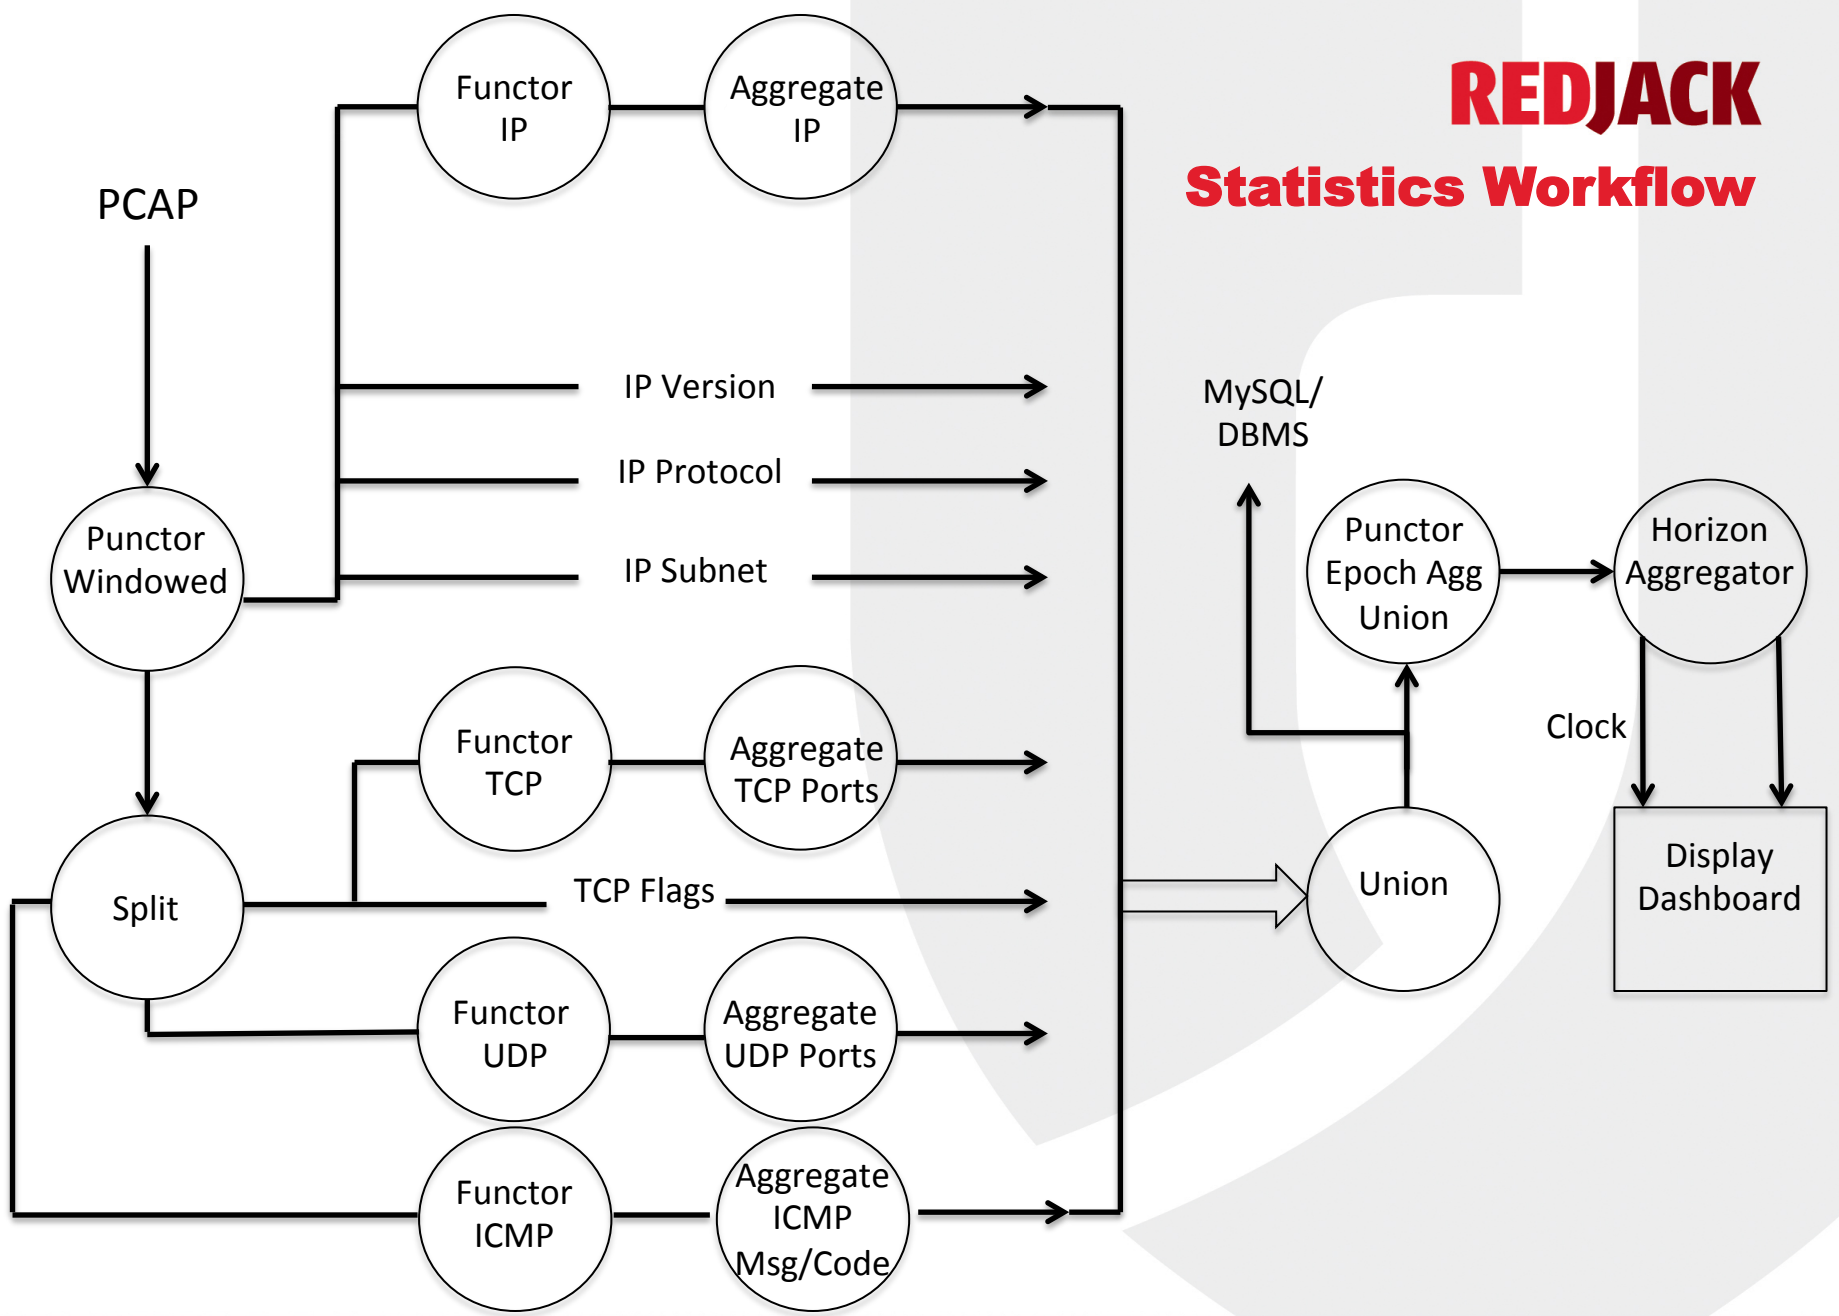 REDJACK
Statistics Workflow
PCAP
Functor
IP
Aggregate
IP
IP Version
IP Protocol
IP Subnet
Punctor
Windowed
Functor
TCP
Aggregate
TCP Ports
Split
TCP Flags
Functor
UDP
Aggregate
UDP Ports
Functor
ICMP
Aggregate
ICMP
Msg/Code
MySQL/
DBMS
Punctor
Epoch Agg
Union
Horizon
Aggregator
Clock
Union
Display
Dashboard